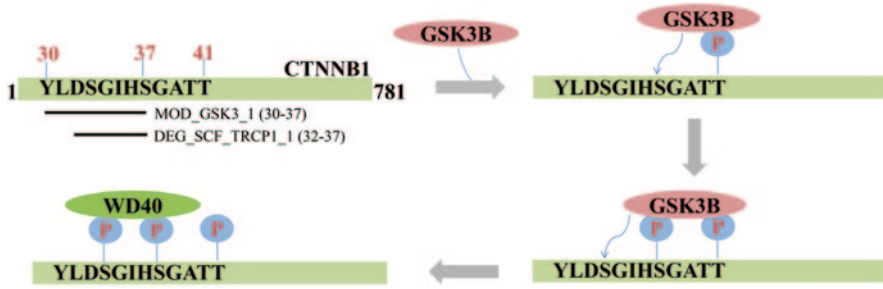 30 37 41
CTNNB1
1 YLDSGIHSGATT 781
MOD_GSK3_1 (30-37)
DEG_SCF_TRCP1_1 (32-37)
GSK3B
GSK3B
YLDSGIHSGATT
GSK3B
YLDSGIHSGATT
WD40
YLDSGIHSGATT